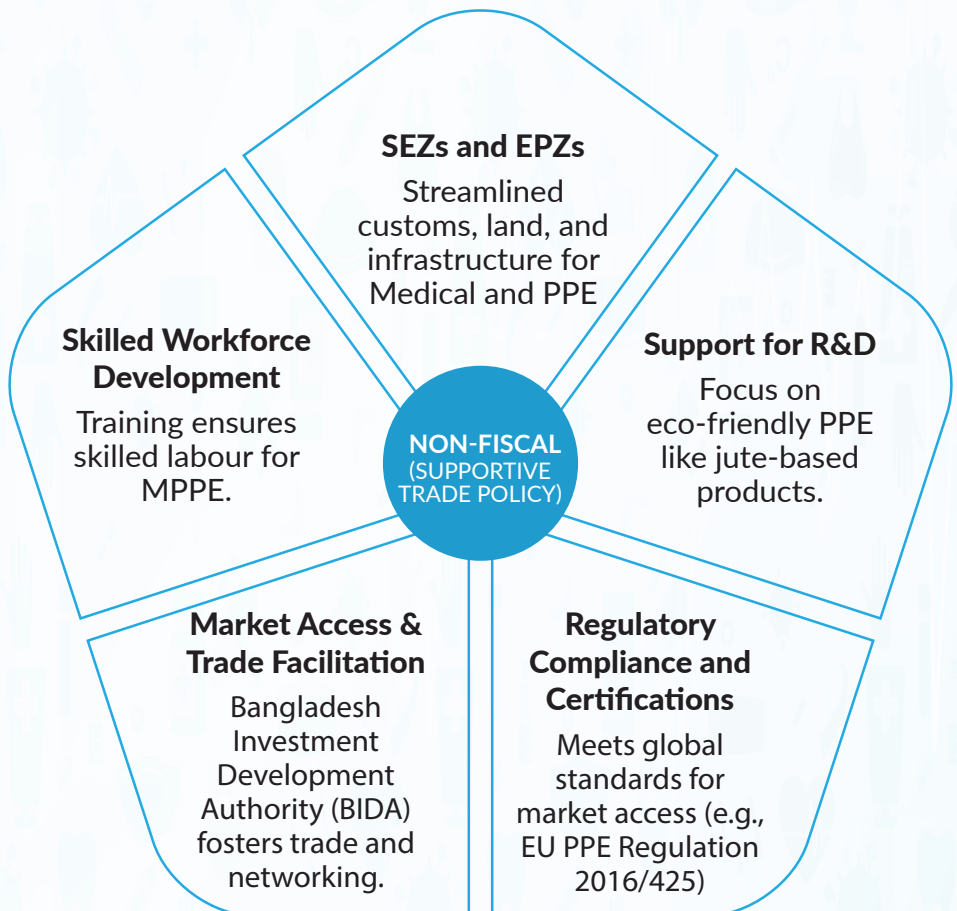 SEZs and EPZs
Streamlined
customs, land, and
infrastructure for
Medical and PPE
Skilled Workforce
Development
Training ensures
skilled labour for
MPPE.
Support for R&D
Focus on
eco-friendly PPE
like jute-based
products.
NON-FISCAL
(SUPPORTIVE
TRADE POLICY)
Market Access &
Trade Facilitation
Bangladesh
Investment
Development
Authority (BIDA)
fosters trade and
networking.
Regulatory
Compliance and
Certifications
Meets global
standards for
market access (e.g.,
EU PPE Regulation
2016/425)